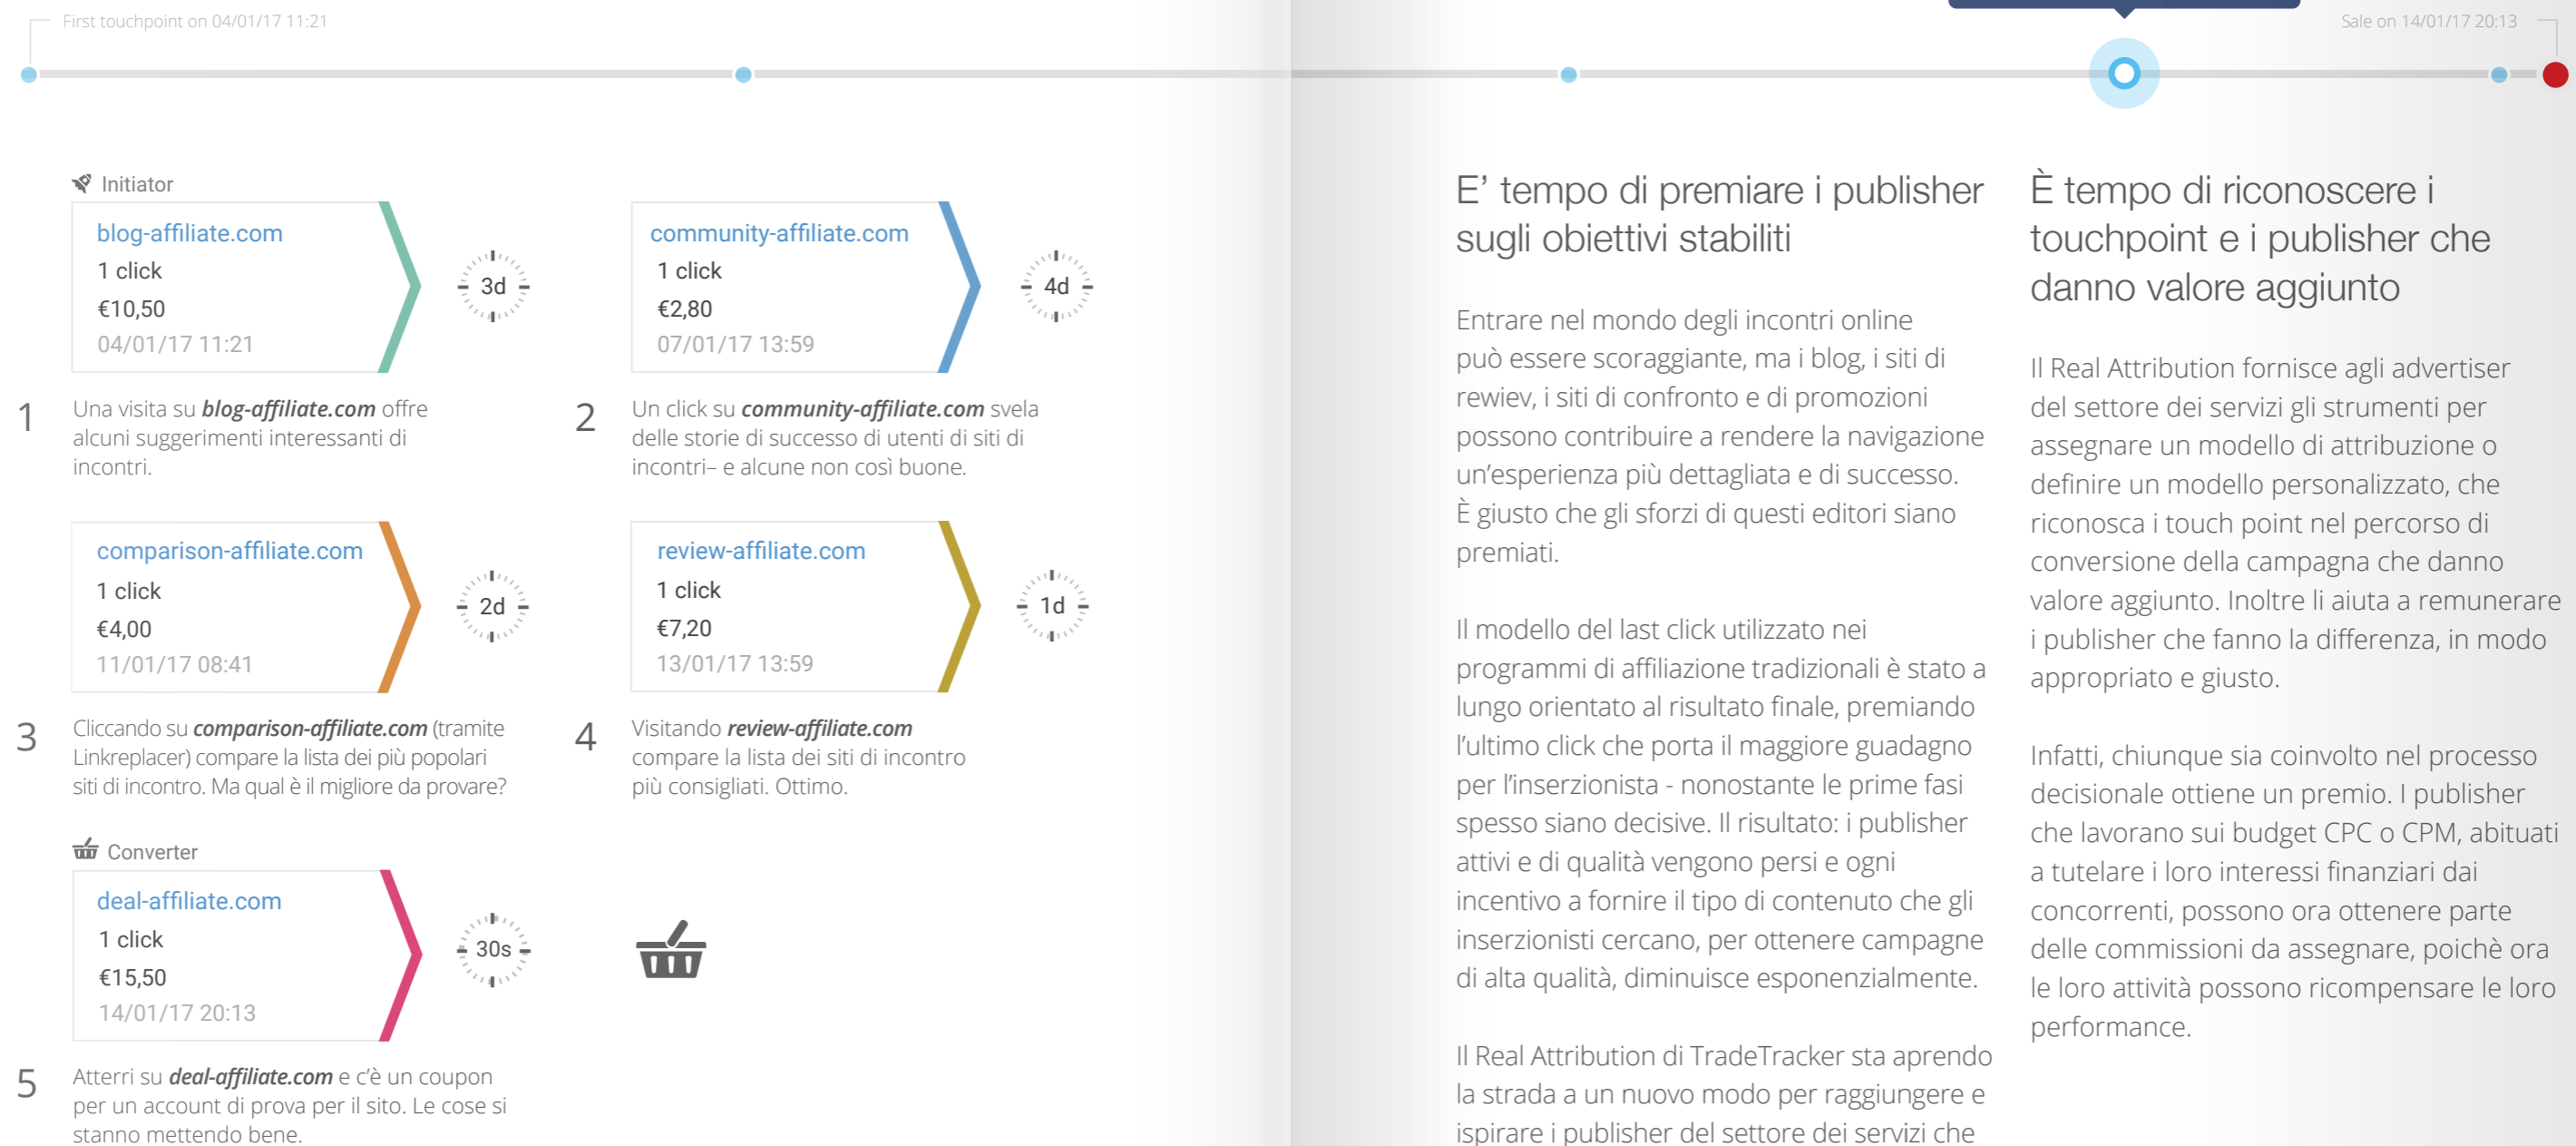 First touchpoint on 04/01/17 11:21
Sale on 14/01/17 20:13
Initiator
blog-affiliate.com
1 click
€10,50
04/01/17 11:21
3d
1
Una visita su blog-affiliate.com offre
alcuni suggerimenti interessanti di
incontri.
community-affiliate.com
1 click
€2,80
07/01/17 13:59
4d
2
Un click su community-affiliate.com svela
delle storie di successo di utenti di siti di
incontri– e alcune non così buone.
comparison-affiliate.com
1 click
€4,00
11/01/17 08:41
2d
3
Cliccando su comparison-affiliate.com (tramite
Linkreplacer) compare la lista dei più popolari
siti di incontro. Ma qual è il migliore da provare?
review-affiliate.com
1 click
€7,20
13/01/17 13:59
1d
4
Visitando review-affiliate.com
compare la lista dei siti di incontro
più consigliati. Ottimo.
Converter
deal-affiliate.com
1 click
€15,50
14/01/17 20:13
30s
5
Atterri su deal-affiliate.com e c'è un coupon
per un account di prova per il sito. Le cose si
stanno mettendo bene.
E' tempo di premiare i publisher
sugli obiettivi stabiliti
Entrare nel mondo degli incontri online
può essere scoraggiante, ma i blog, i siti di
rewiev, i siti di confronto e di promozioni
possono contribuire a rendere la navigazione
un'esperienza più dettagliata e di successo.
È giusto che gli sforzi di questi editori siano
premiati.
Il modello del last click utilizzato nei
programmi di affiliazione tradizionali è stato a
lungo orientato al risultato finale, premiando
l'ultimo click che porta il maggiore guadagno
per l'inserzionista - nonostante le prime fasi
spesso siano decisive. Il risultato: i publisher
attivi e di qualità vengono persi e ogni
incentivo a fornire il tipo di contenuto che gli
inserzionisti cercano, per ottenere campagne
di alta qualità, diminuisce esponenzialmente.
Il Real Attribution di TradeTracker sta aprendo
la strada a un nuovo modo per raggiungere e
ispirare i publisher del settore dei servizi che
È tempo di riconoscere i
touchpoint e i publisher che
danno valore aggiunto
Il Real Attribution fornisce agli advertiser
del settore dei servizi gli strumenti per
assegnare un modello di attribuzione o
definire un modello personalizzato, che
riconosca i touch point nel percorso di
conversione della campagna che danno
valore aggiunto. Inoltre li aiuta a remunerare
i publisher che fanno la differenza, in modo
appropriato e giusto.
Infatti, chiunque sia coinvolto nel processo
decisionale ottiene un premio. I publisher
che lavorano sui budget CPC o CPM, abituati
a tutelare i loro interessi finanziari dai
concorrenti, possono ora ottenere parte
delle commissioni da assegnare, poichè ora
le loro attività possono ricompensare le loro
performance.